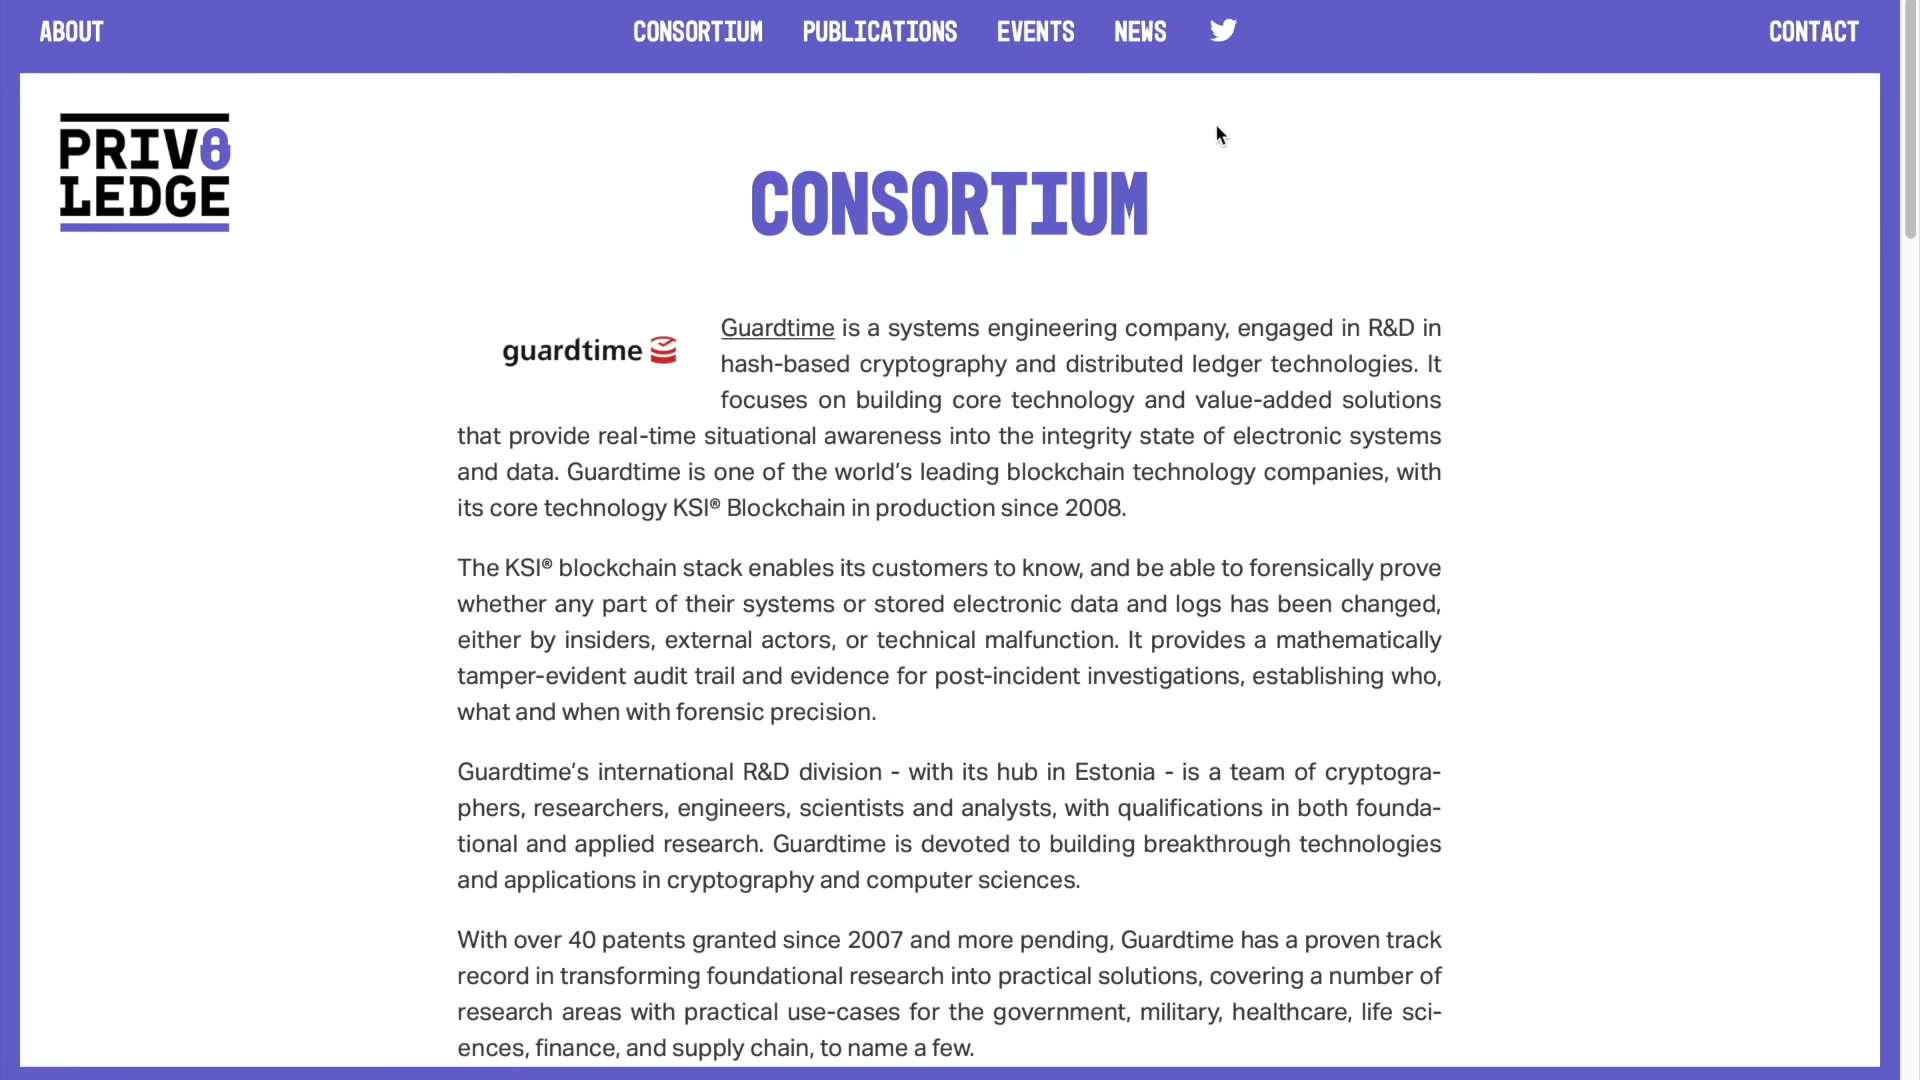 ABOUT CONSORTIUM PUBLICATIONS EVENTS NEWS CONTACT
PRIV
LEDGE
CONSORTIUM
guardtime
Guardtime is a systems engineering company, engaged in R&D in
hash-based cryptography and distributed ledger technologies. It
focuses on building core technology and value-added solutions
that provide real-time situational awareness into the integrity state of electronic systems
and data. Guardtime is one of the world’s leading blockchain technology companies, with
its core technology KSI® Blockchain in production since 2008.
The KSI® blockchain stack enables its customers to know, and be able to forensically prove
whether any part of their systems or stored electronic data and logs has been changed,
either by insiders, external actors, or technical malfunction. It provides a mathematically
tamper-evident audit trail and evidence for post-incident investigations, establishing who,
what and when with forensic precision.
Guardtime’s international R&D division - with its hub in Estonia - is a team of cryptogra-
phers, researchers, engineers, scientists and analysts, with qualifications in both founda-
tional and applied research. Guardtime is devoted to building breakthrough technologies
and applications in cryptography and computer sciences.
With over 40 patents granted since 2007 and more pending, Guardtime has a proven track
record in transforming foundational research into practical solutions, covering a number of
research areas with practical use-cases for the government, military, healthcare, life sci-
ences, finance, and supply chain, to name a few.